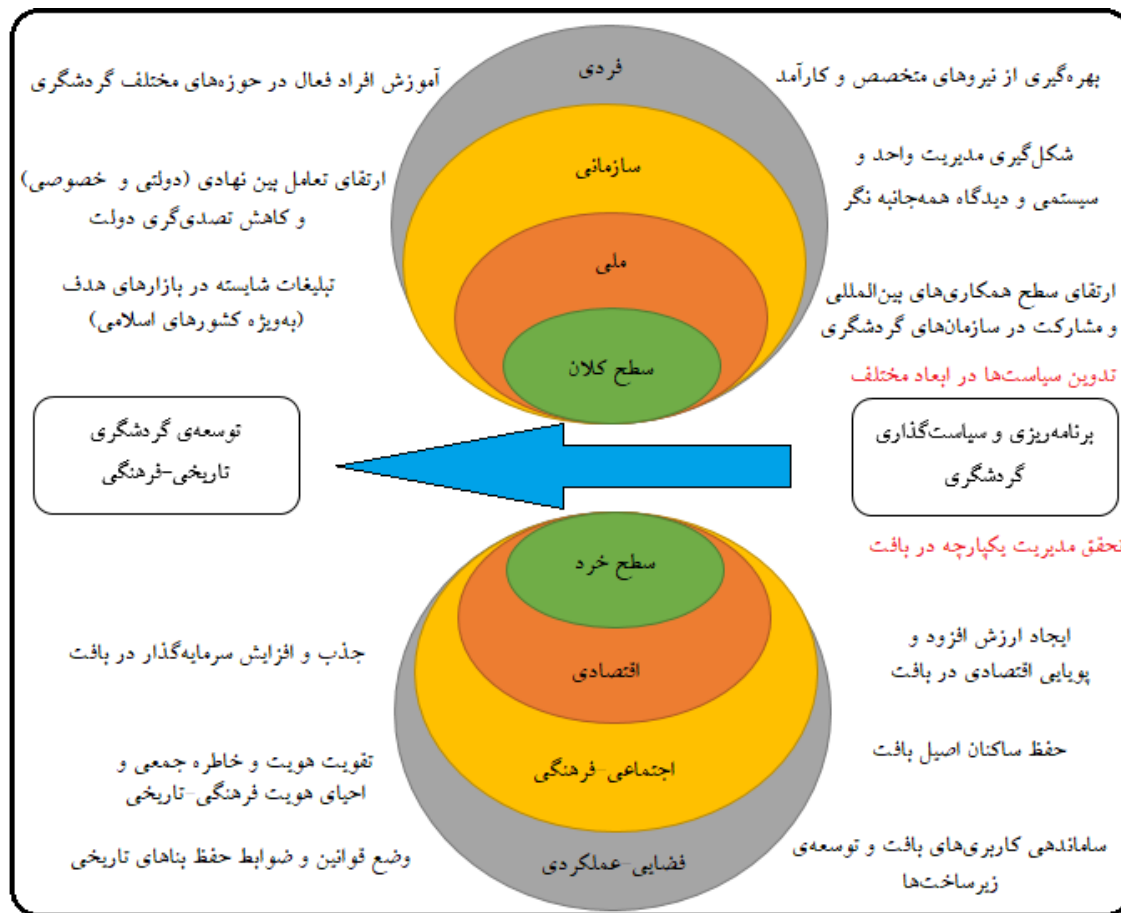 فردی
بهره‌گیری از نیروهای متخصص و کارآمد
آموزش افراد فعال در حوزه‌های مختلف گردشگری
سازمانی
شکل‌گیری مدیریت واحد و
سیستمی و دیدگاه همه‌جانبه نگر
ارتقای تعامل بین نهادی (دولتی و خصوصی)
و کاهش تصدی‌گری دولت
ملی
ارتقای سطح همکاری‌های بین‌المللی
و مشارکت در سازمان‌های گردشگری
تبلیغات شایسته در بازارهای هدف
(به‌ویژه کشورهای اسلامی)
سطح کلان
تدوین سیاست‌ها در ابعاد مختلف
برنامه‌ریزی و سیاست‌گذاری
گردشگری
توسعه‌ی گردشگری
تاریخی-فرهنگی
تحقق مدیریت یکپارچه در بافت
سطح خرد
ایجاد ارزش افزود و
پویایی اقتصادی در بافت
اقتصادی
جذب و افزایش سرمایه‌گذار در بافت
حفظ ساکنان اصیل بافت
اجتماعی-فرهنگی
تقویت هویت و خاطره جمعی و
احیای هویت فرهنگی-تاریخی
ساماندهی کاربری‌های بافت و توسعه‌ی
زیرساخت‌ها
فضایی-عملکردی
وضع قوانین و ضوابط حفظ بناهای تاریخی